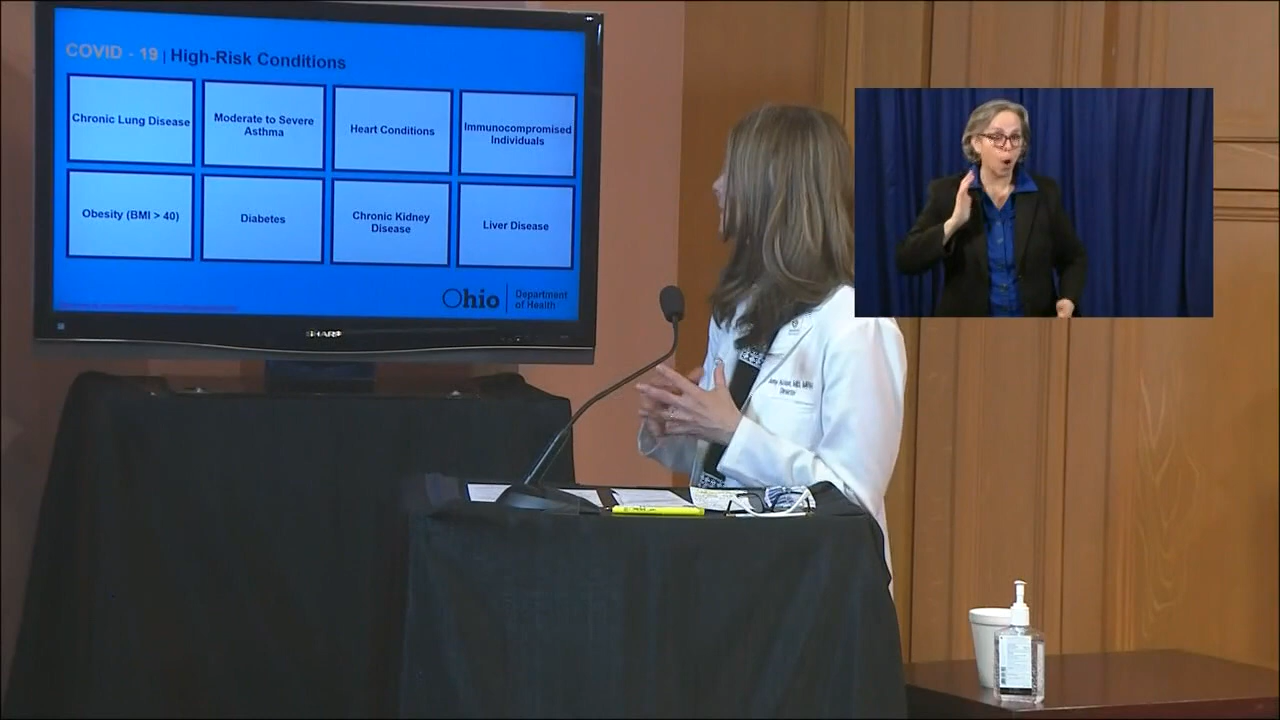 COVID - 19 | High-Risk Conditions
Chronic Lung Disease
Moderate to Severe
Asthma
Heart Conditions
Immunocompromised
Individuals
Obesity (BMI > 40)
Diabetes
Chronic Kidney
Disease
Liver Disease
Ohio
Department
of Health
SHARP
Director